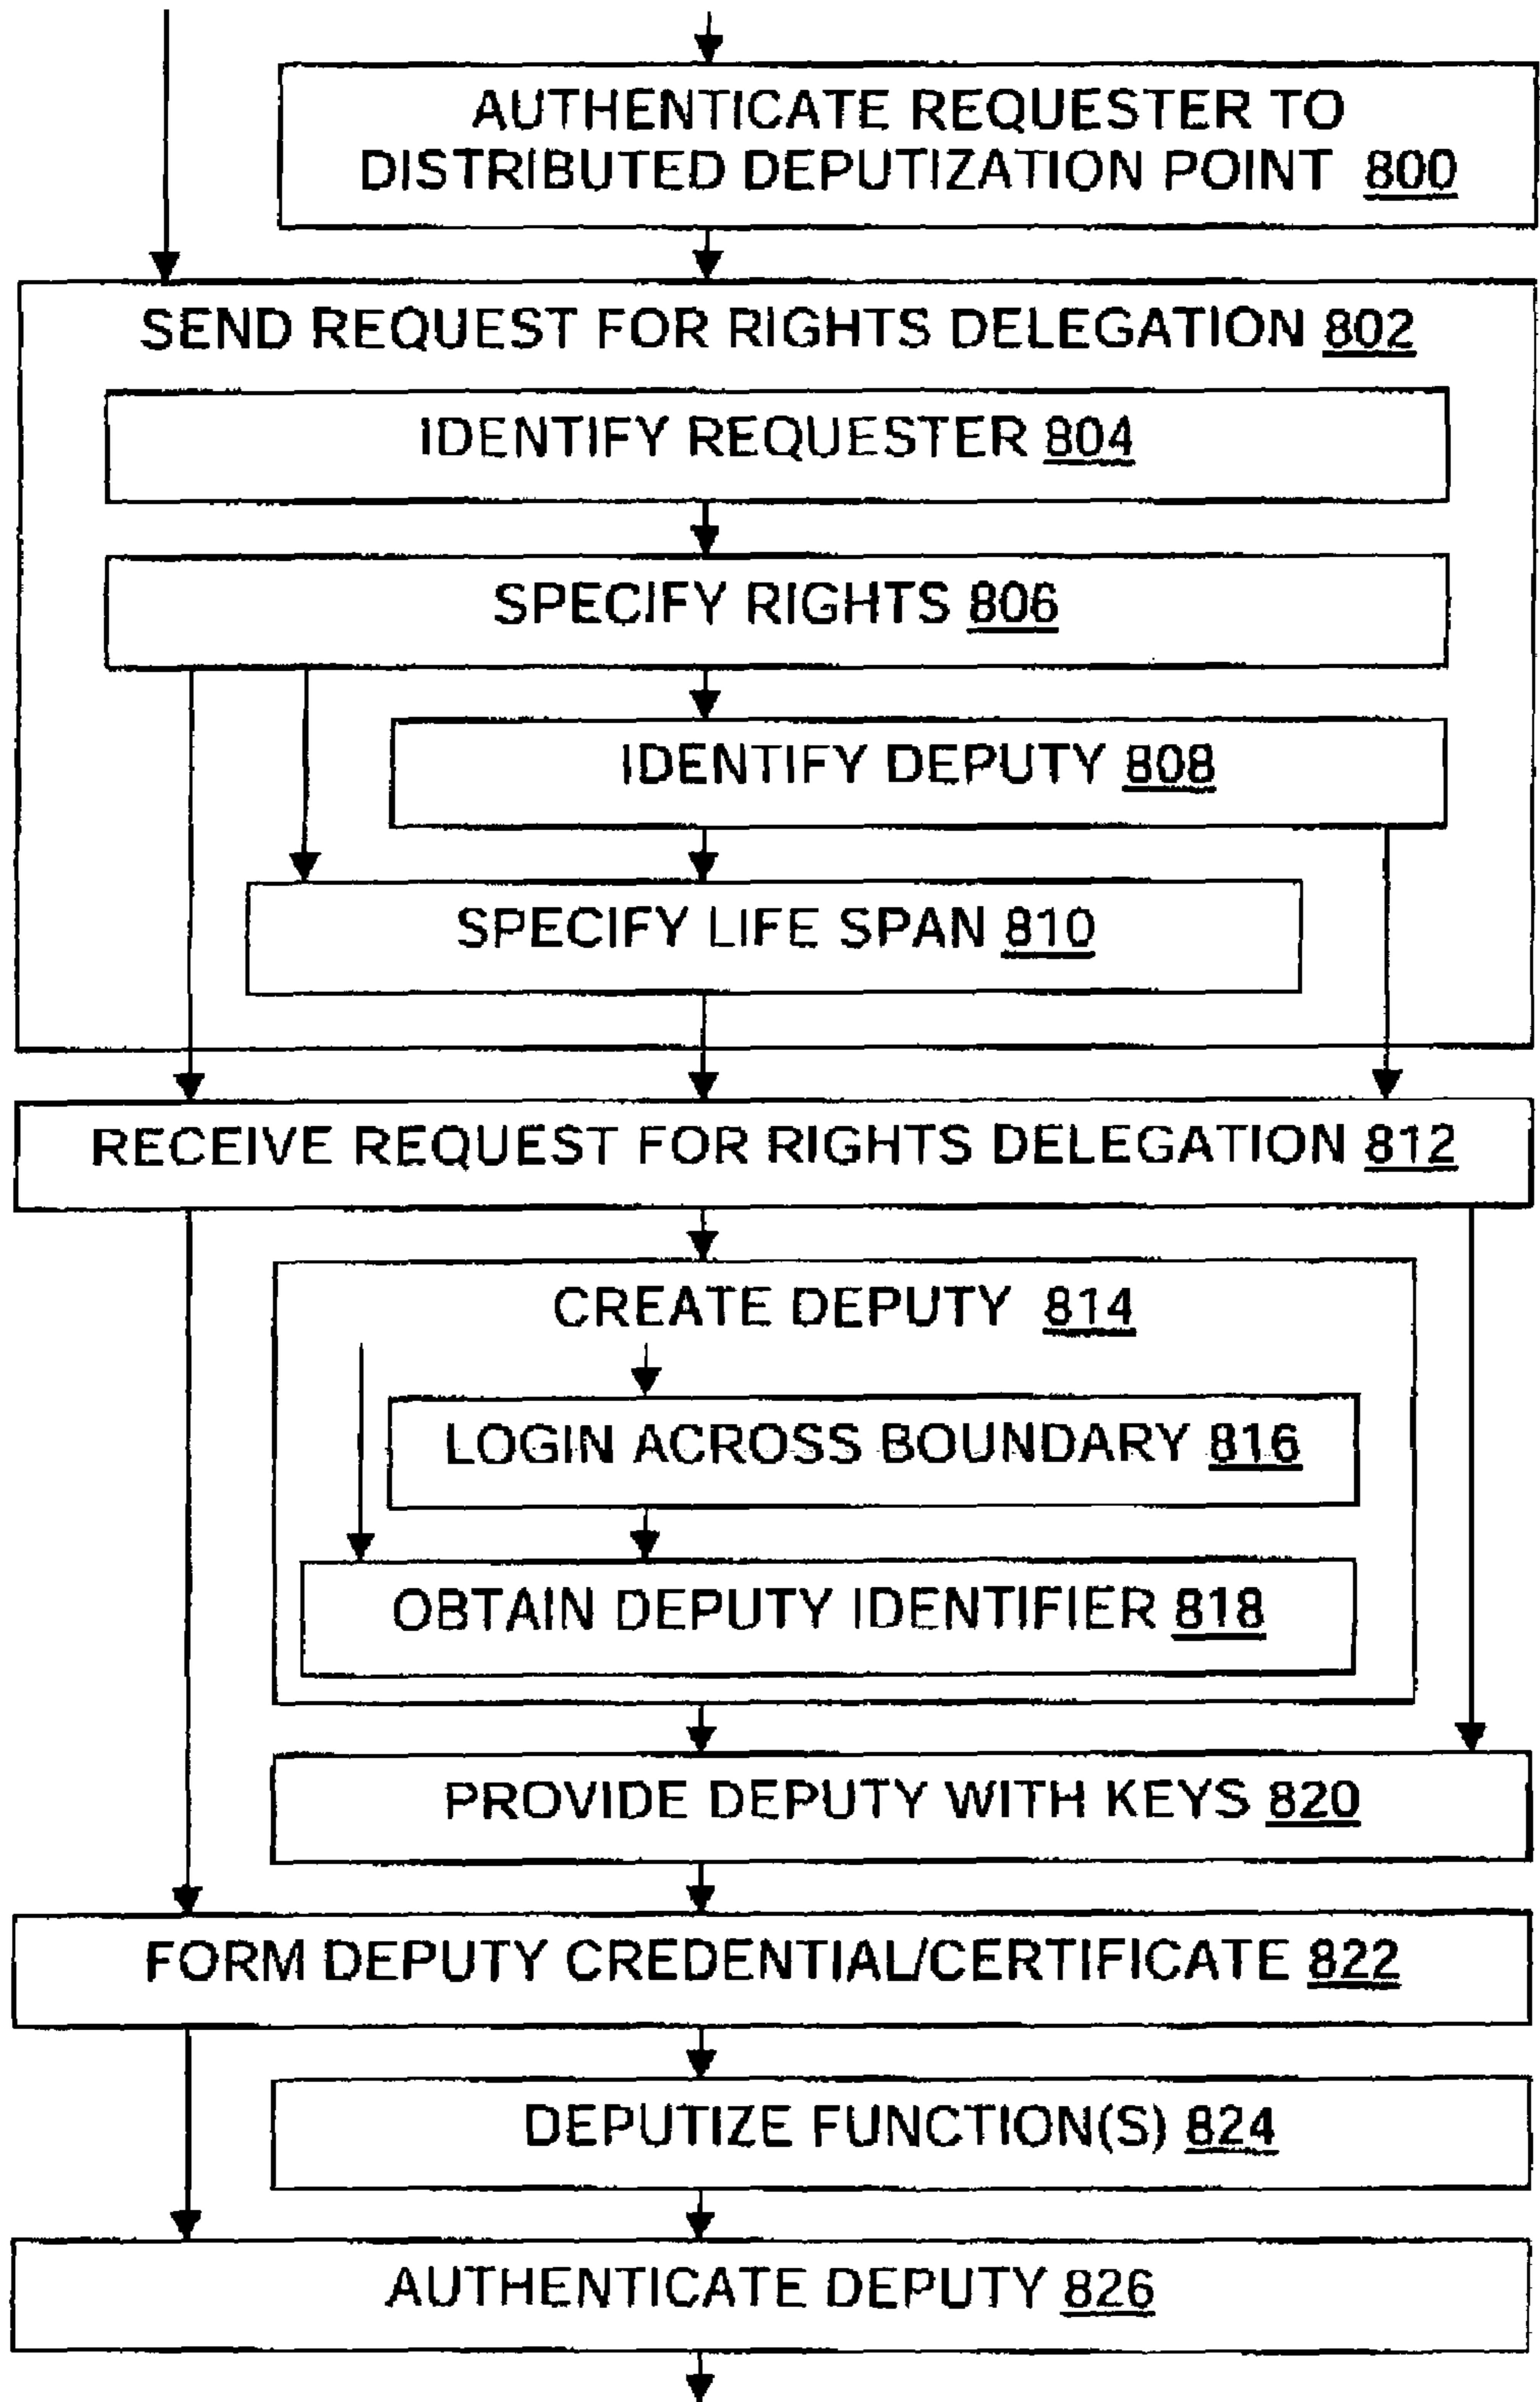 AUTHENTICATE REQUESTER TO
DISTRIBUTED DEPUTIZATION POINT 800
SEND REQUEST FOR RIGHTS DELEGATION 802
IDENTIFY REQUESTER 804
SPECIFY RIGHTS 806
IDENTIFY DEPUTY 808
SPECIFY LIFE SPAN 810
RECEIVE REQUEST FOR RIGHTS DELEGATION 812
CREATE DEPUTY 814
LOGIN ACROSS BOUNDARY 816
OBTAIN DEPUTY IDENTIFIER 818
PROVIDE DEPUTY WITH KEYS 820
FORM DEPUTY CREDENTIAL/CERTIFICATE 822
DEPUTIZE FUNCTION(S) 824
AUTHENTICATE DEPUTY 826